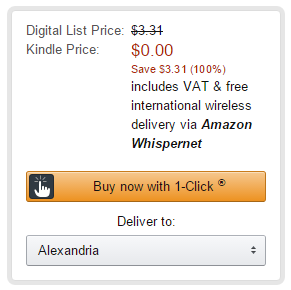 Digital List Price: $3.31
Kindle Price: $0.00
Save $3.31 (100%)
includes VAT & free
international wireless
delivery via Amazon
Whispernet
Buy now with 1-Click ®
Deliver to:
Alexandria